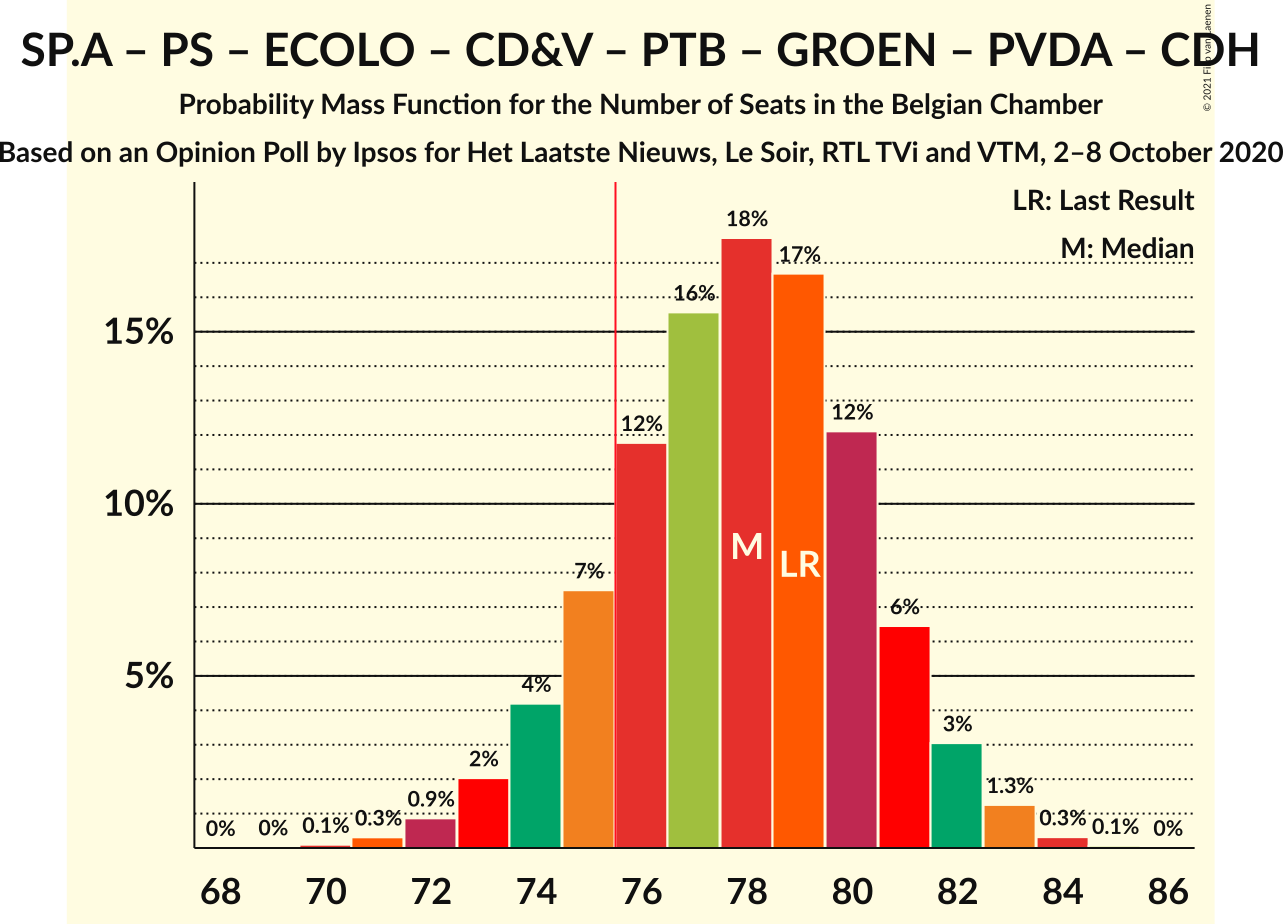 SP.A – PS – ECOLO – CD&V – PTB – GROEN – PVDA – CDH
© 2021 Filip van Laenen
Probability Mass Function for the Number of Seats in the Belgian Chamber
Based on an Opinion Poll by Ipsos for Het Laatste Nieuws, Le Soir, RTL TVi and VTM, 2–8 October 2020
LR: Last Result
M: Median
18%
17%
16%
15%
12%
12%
10%
M
LR
7%
6%
5%
4%
3%
2%
1.3%
0.9%
0% 0% 0.1% 0.3% 0.3% 0.1% 0%
68 70 72 74 76 78 80 82 84 86